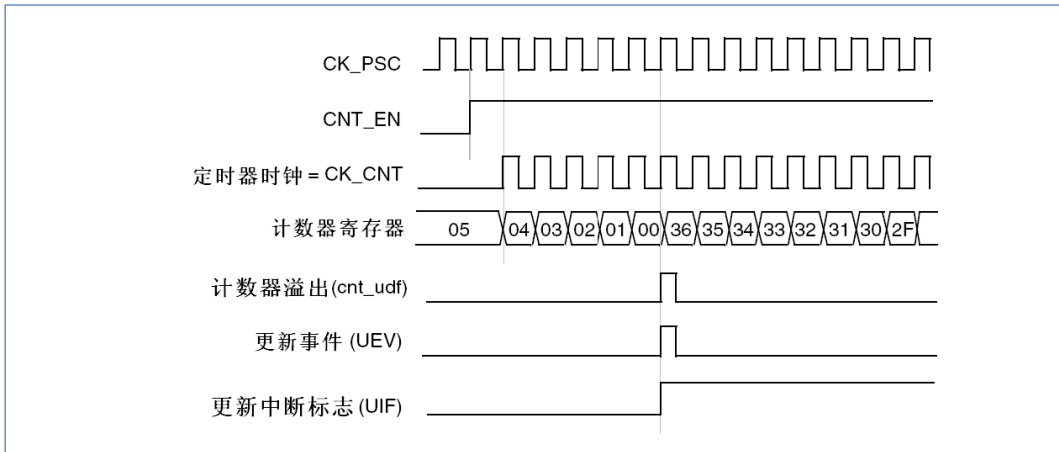 CK_PSC
CNT_EN
定时器时钟 = CK_CNT
计数器寄存器 05 04 03 02 01 00 36 35 34 33 32 31 30 2F
计数器溢出(cnt_udf)
更新事件 (UEV)
更新中断标志 (UIF)